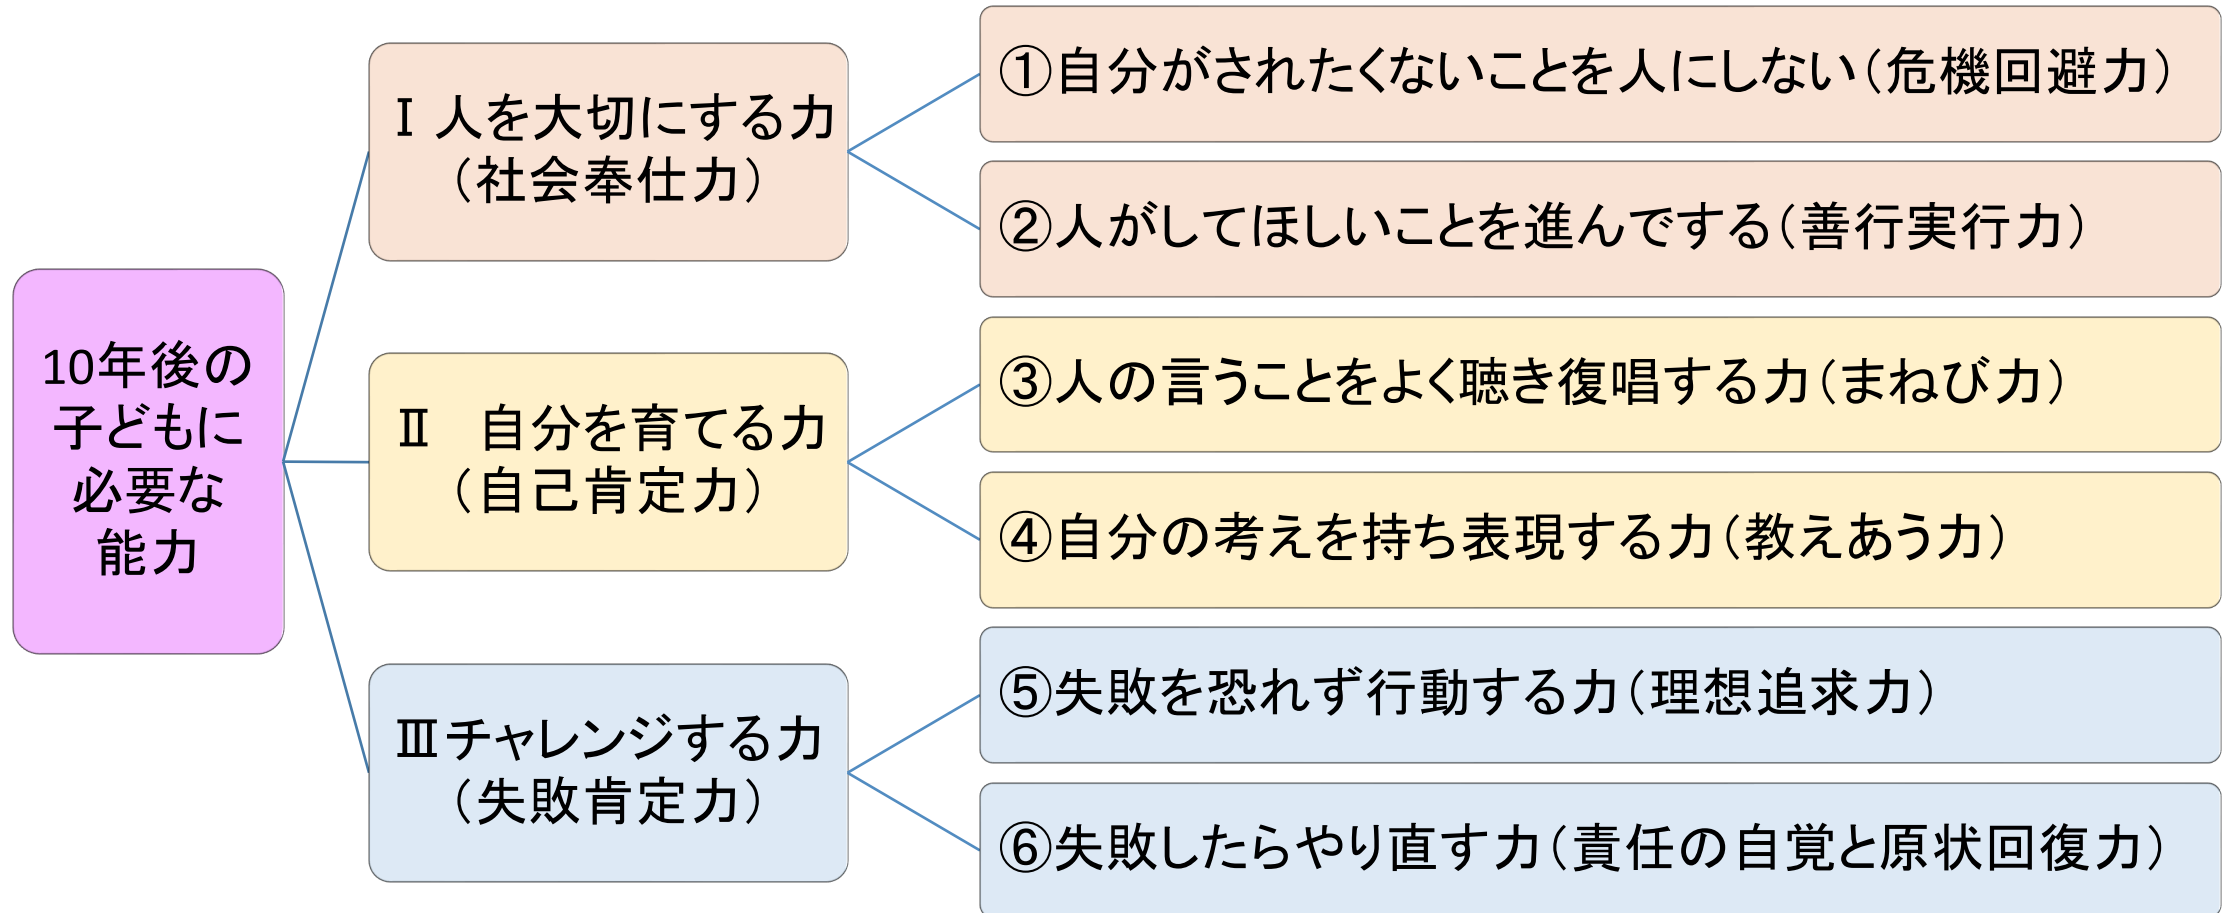 10年後の
子どもに
必要な
能力
Ⅰ 人を大切にする力
（社会奉仕力）
①自分がされたくないことを人にしない（危機回避力）
②人がしてほしいことを進んでする（善行実行力）
Ⅱ　自分を育てる力
（自己肯定力）
③人の言うことをよく聴き復唱する力（まねび力）
④自分の考えを持ち表現する力（教えあう力）
Ⅲチャレンジする力
（失敗肯定力）
⑤失敗を恐れず行動する力（理想追求力）
⑥失敗したらやり直す力（責任の自覚と原状回復力）